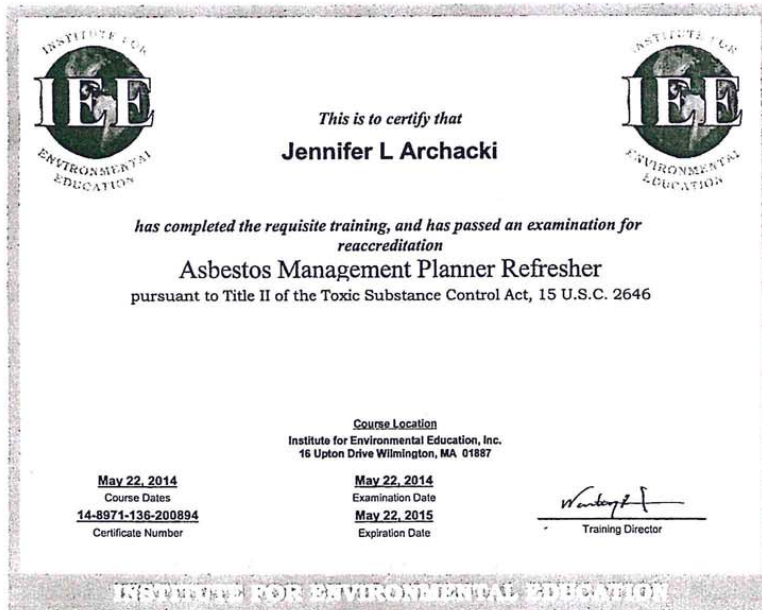 INSTITUTE FOR
IEE
ENVIRONMENTAL
EDUCATION
INSTITUTE FOR
IEE
ENVIRONMENTAL
EDUCATION
This is to certify that
Jennifer L Archacki
has completed the requisite training, and has passed an examination for
reaccreditation
Asbestos Management Planner Refresher
pursuant to Title II of the Toxic Substance Control Act, 15 U.S.C. 2646
Course Location
Institute for Environmental Education, Inc.
16 Upton Drive Wilmington, MA 01887
May 22, 2014
Course Dates
14-8971-136-200894
Certificate Number
May 22, 2014
Examination Date
May 22, 2015
Expiration Date
Training Director
INSTITUTE FOR ENVIRONMENTAL EDUCATION